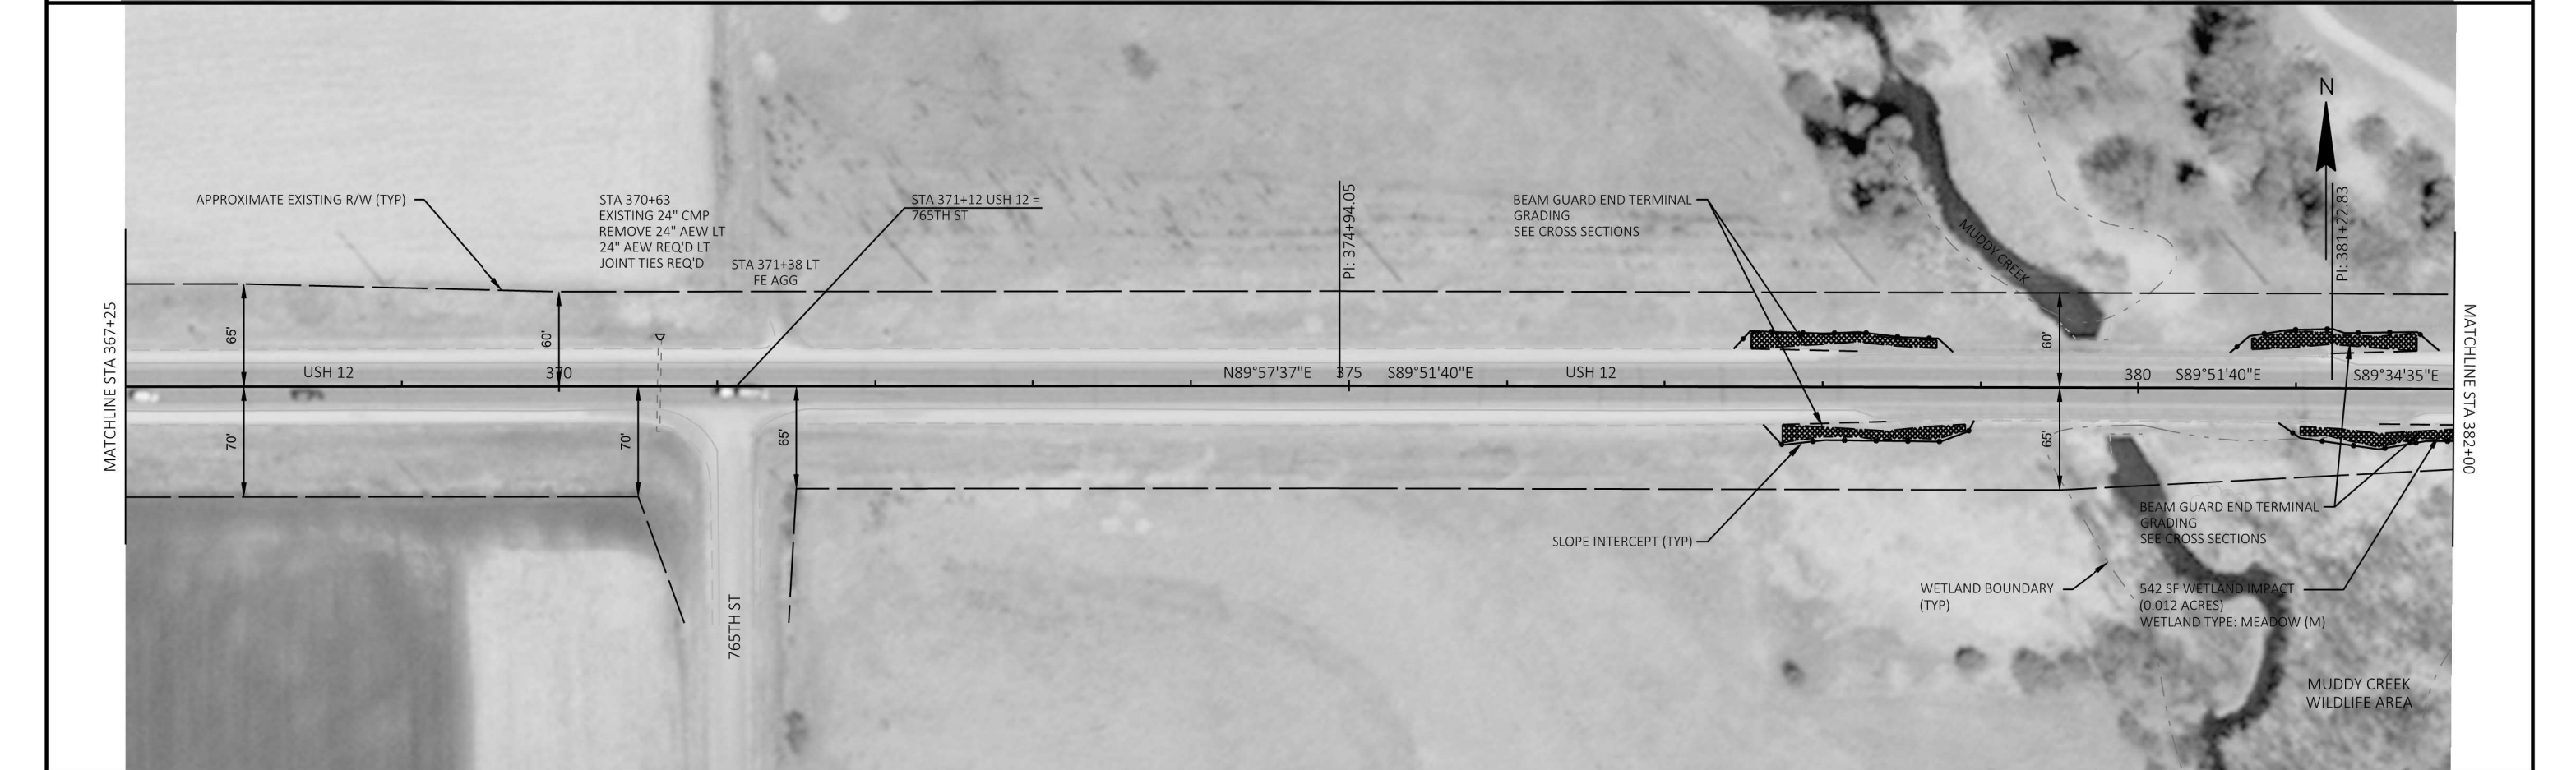 N
APPROXIMATE EXISTING R/W (TYP)
STA 370+63
EXISTING 24" CMP
REMOVE 24" AEW LT
24" AEW REQ'D LT
JOINT TIES REQ'D
STA 371+38 LT
FE AGG
STA 371+12 USH 12 =
765TH ST
PI: 374+94.05
BEAM GUARD END TERMINAL
GRADING
SEE CROSS SECTIONS
MUDDY CREEK
PI: 381+22.83
MATCHLINE STA 367+25
65'
60'
60'
USH 12
370
N89°57'37"E
375
S89°51'40"E
USH 12
380
S89°51'40"E
S89°34'35"E
MATCHLINE STA 382+00
70'
70'
65'
65'
765TH ST
SLOPE INTERCEPT (TYP)
WETLAND BOUNDARY
(TYP)
BEAM GUARD END TERMINAL
GRADING
SEE CROSS SECTIONS
542 SF WETLAND IMPACT
(0.012 ACRES)
WETLAND TYPE: MEADOW (M)
MUDDY CREEK
WILDLIFE AREA